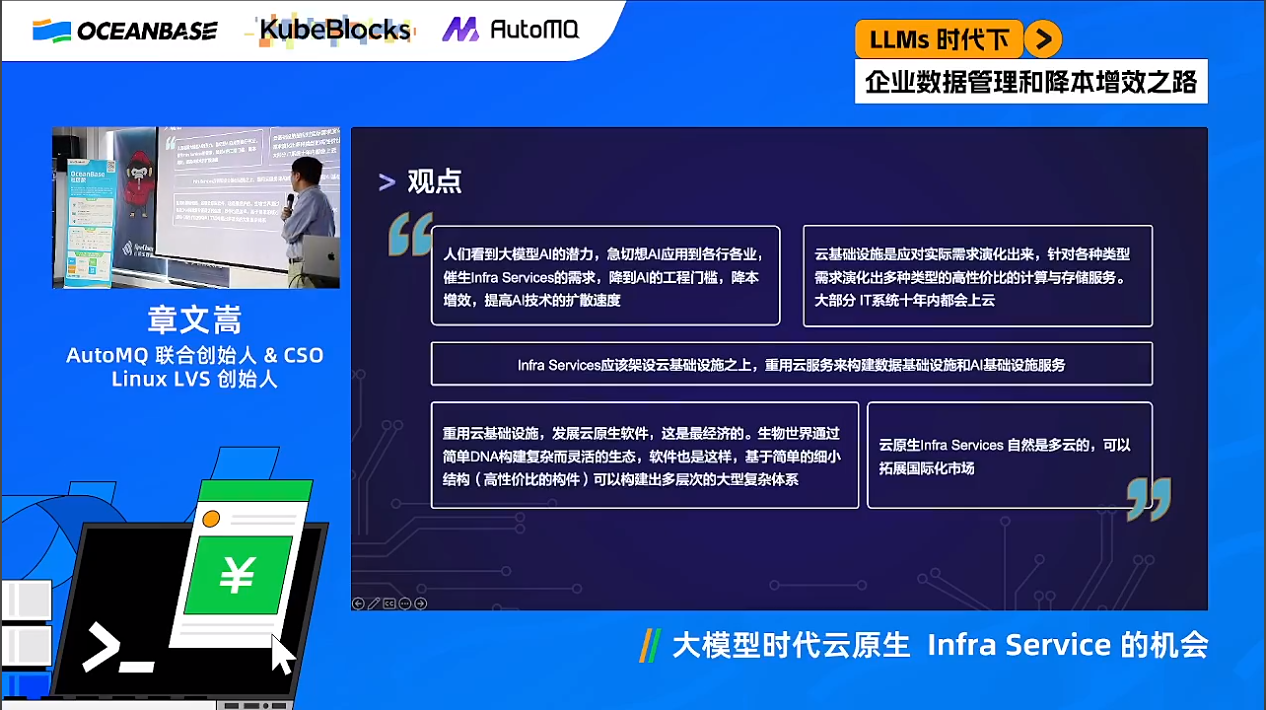 OCEANBASE
KubeBlocks
AutoMQ
LLMs 时代下
企业数据管理和降本增效之路
OceanBase
章文嵩
AutoMQ 联合创始人 & CSO
Linux LVS 创始人
> 观点
人们看到大模型AI的潜力，急切想AI应用到各行各业，
催生Infra Services的需求，降到AI的工程门槛，降本
增效，提高AI技术的扩散速度
云基础设施是应对实际需求演化出来，针对各种类型
需求演化出多种类型的高性价比的计算与存储服务。
大部分 IT系统十年内都会上云
Infra Services应该架设云基础设施之上，重用云服务来构建数据基础设施和AI基础设施服务
重用云基础设施，发展云原生软件，这是最经济的。生物世界通过
简单DNA构建复杂而灵活的生态，软件也是这样，基于简单的细小
结构（高性价比的构件）可以构建出多层次的大型复杂体系
云原生Infra Services 自然是多云的，可以
拓展国际化市场
¥
大模型时代云原生 Infra Service 的机会